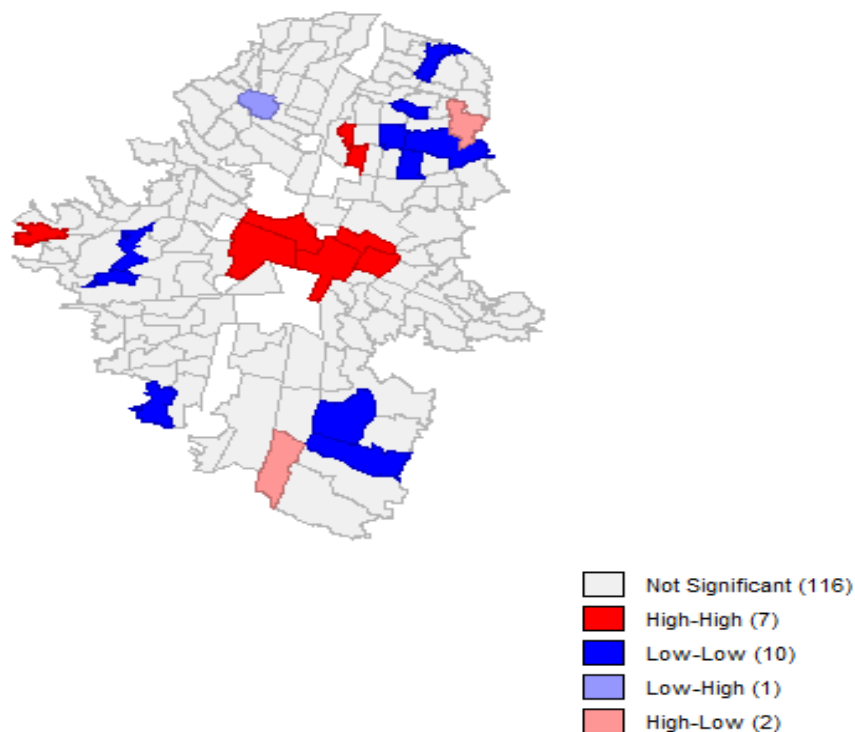 Not Significant (116)
High-High (7)
Low-Low (10)
Low-High (1)
High-Low (2)